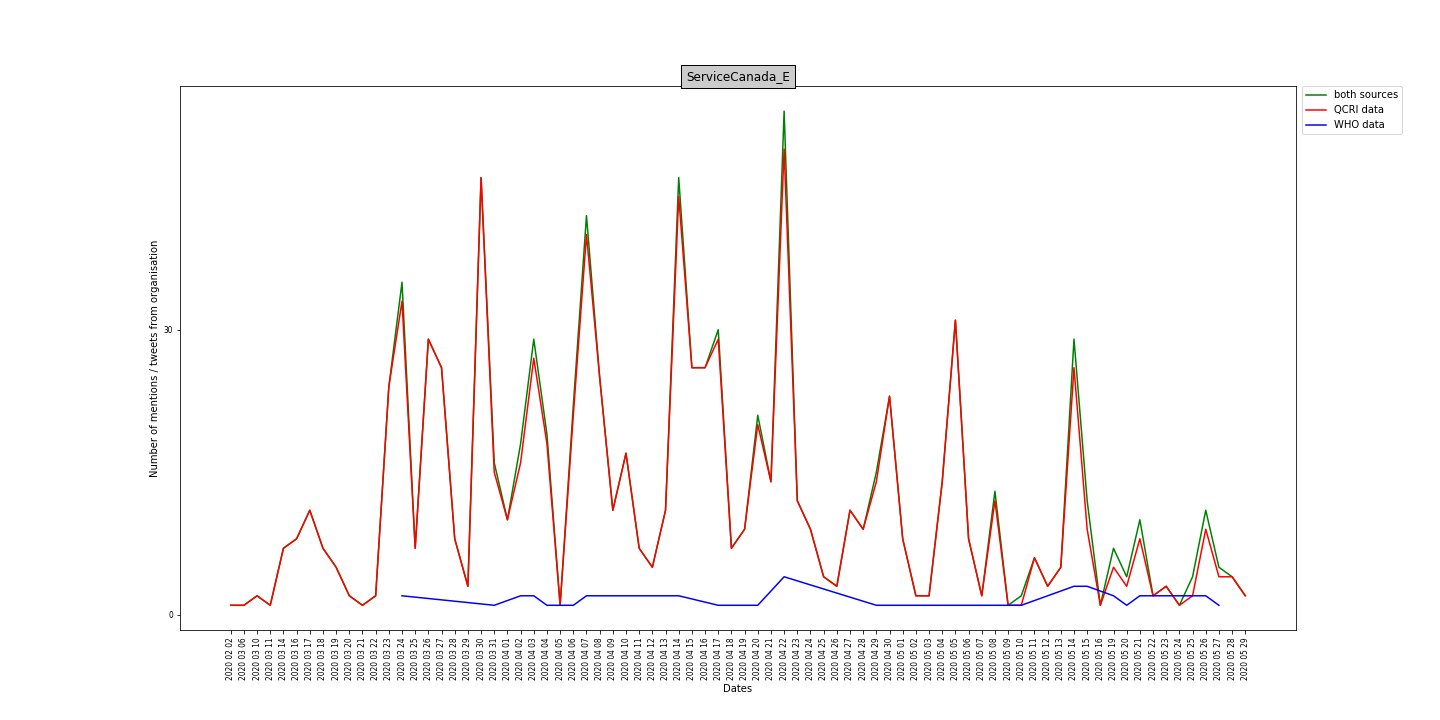 ServiceCanada_E
both sources
QCRI data
WHO data
Number of mentions / tweets from organisation
30
0
2020 02 02
2020 03 06
2020 03 10
2020 03 11
2020 03 14
2020 03 16
2020 03 17
2020 03 18
2020 03 19
2020 03 20
2020 03 21
2020 03 22
2020 03 23
2020 03 24
2020 03 25
2020 03 26
2020 03 27
2020 03 28
2020 03 29
2020 03 30
2020 03 31
2020 04 01
2020 04 02
2020 04 03
2020 04 04
2020 04 05
2020 04 06
2020 04 07
2020 04 08
2020 04 09
2020 04 10
2020 04 11
2020 04 12
2020 04 13
2020 04 14
2020 04 15
2020 04 16
2020 04 17
2020 04 18
2020 04 19
2020 04 20
2020 04 21
2020 04 22
2020 04 23
2020 04 24
2020 04 25
2020 04 26
2020 04 27
2020 04 28
2020 04 29
2020 04 30
2020 05 01
2020 05 02
2020 05 03
2020 05 04
2020 05 05
2020 05 06
2020 05 07
2020 05 08
2020 05 09
2020 05 10
2020 05 11
2020 05 12
2020 05 13
2020 05 14
2020 05 15
2020 05 16
2020 05 19
2020 05 20
2020 05 21
2020 05 22
2020 05 23
2020 05 24
2020 05 25
2020 05 26
2020 05 27
2020 05 28
2020 05 29
Dates